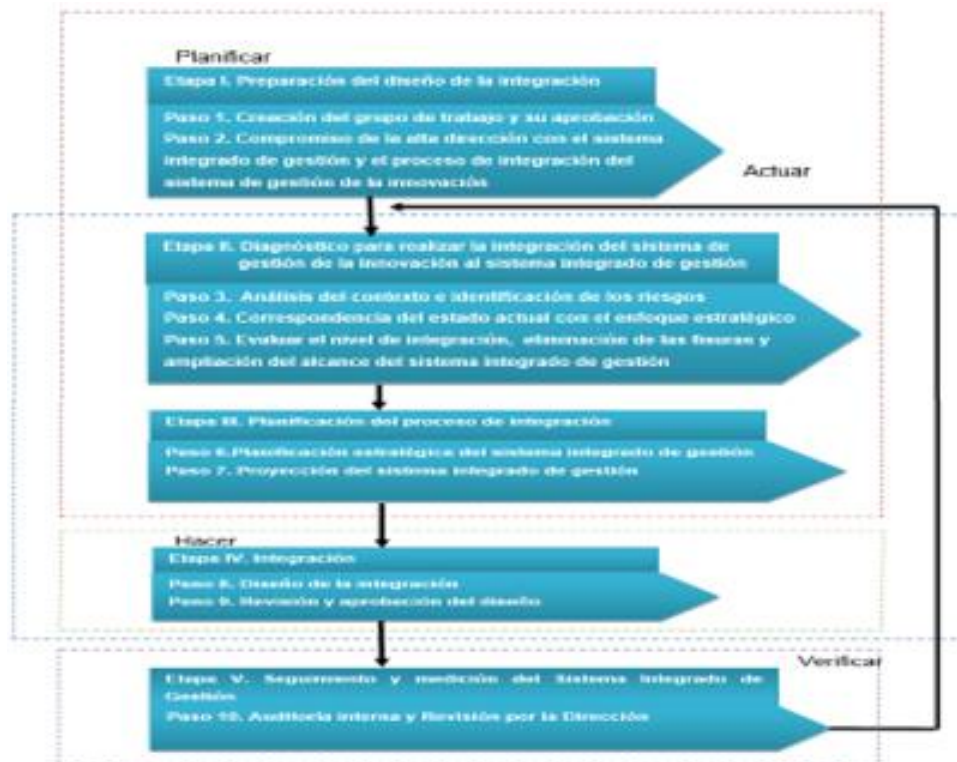 Planificar
Etapa I. Preparación del diseño de la integración
Paso 1. Creación del grupo de trabajo y su aprobación
Paso 2. Compromiso de la alta dirección con el sistema
integrado de gestión y el proceso de integración del
sistema de gestión de la innovación
Actuar
Etapa II. Diagnóstico para realizar la integración del sistema de
gestión de la innovación al sistema integrado de gestión
Paso 3. Análisis del contexto e identificación de los riesgos
Paso 4. Correspondencia del estado actual con el enfoque estratégico
Paso 5. Evaluar el nivel de integración, eliminación de las fisuras y
ampliación del alcance del sistema integrado de gestión
Etapa III. Planificación del proceso de integración
Paso 6.Planificación estratégica del sistema integrado de gestión
Paso 7. Proyección del sistema integrado de gestión
Hacer
Etapa IV. Integración
Paso 8. Diseño de la integración
Paso 9. Revisión y aprobación del diseño
Verificar
Etapa V. Seguimiento y medición del Sistema Integrado de
Gestión
Paso 10. Auditoría interna y Revisión por la Dirección